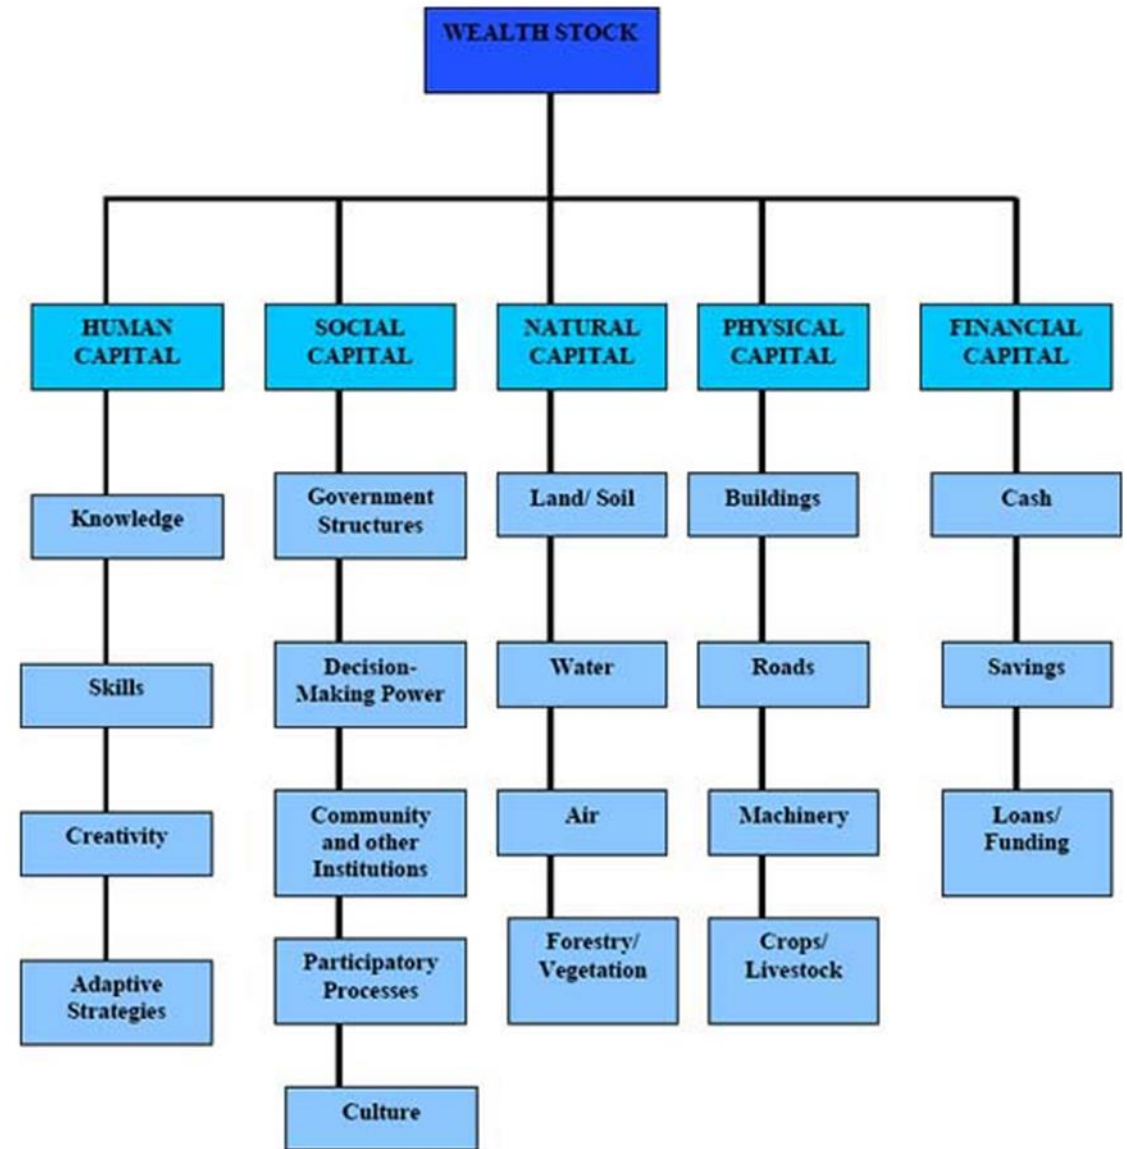 WEALTH STOCK
HUMAN
CAPITAL
SOCIAL
CAPITAL
NATURAL
CAPITAL
PHYSICAL
CAPITAL
FINANCIAL
CAPITAL
Knowledge
Skills
Creativity
Adaptive
Strategies
Government
Structures
Decision-
Making Power
Community
and other
Institutions
Participatory
Processes
Culture
Land/ Soil
Water
Air
Forestry/
Vegetation
Buildings
Roads
Machinery
Crops/
Livestock
Cash
Savings
Loans/
Funding